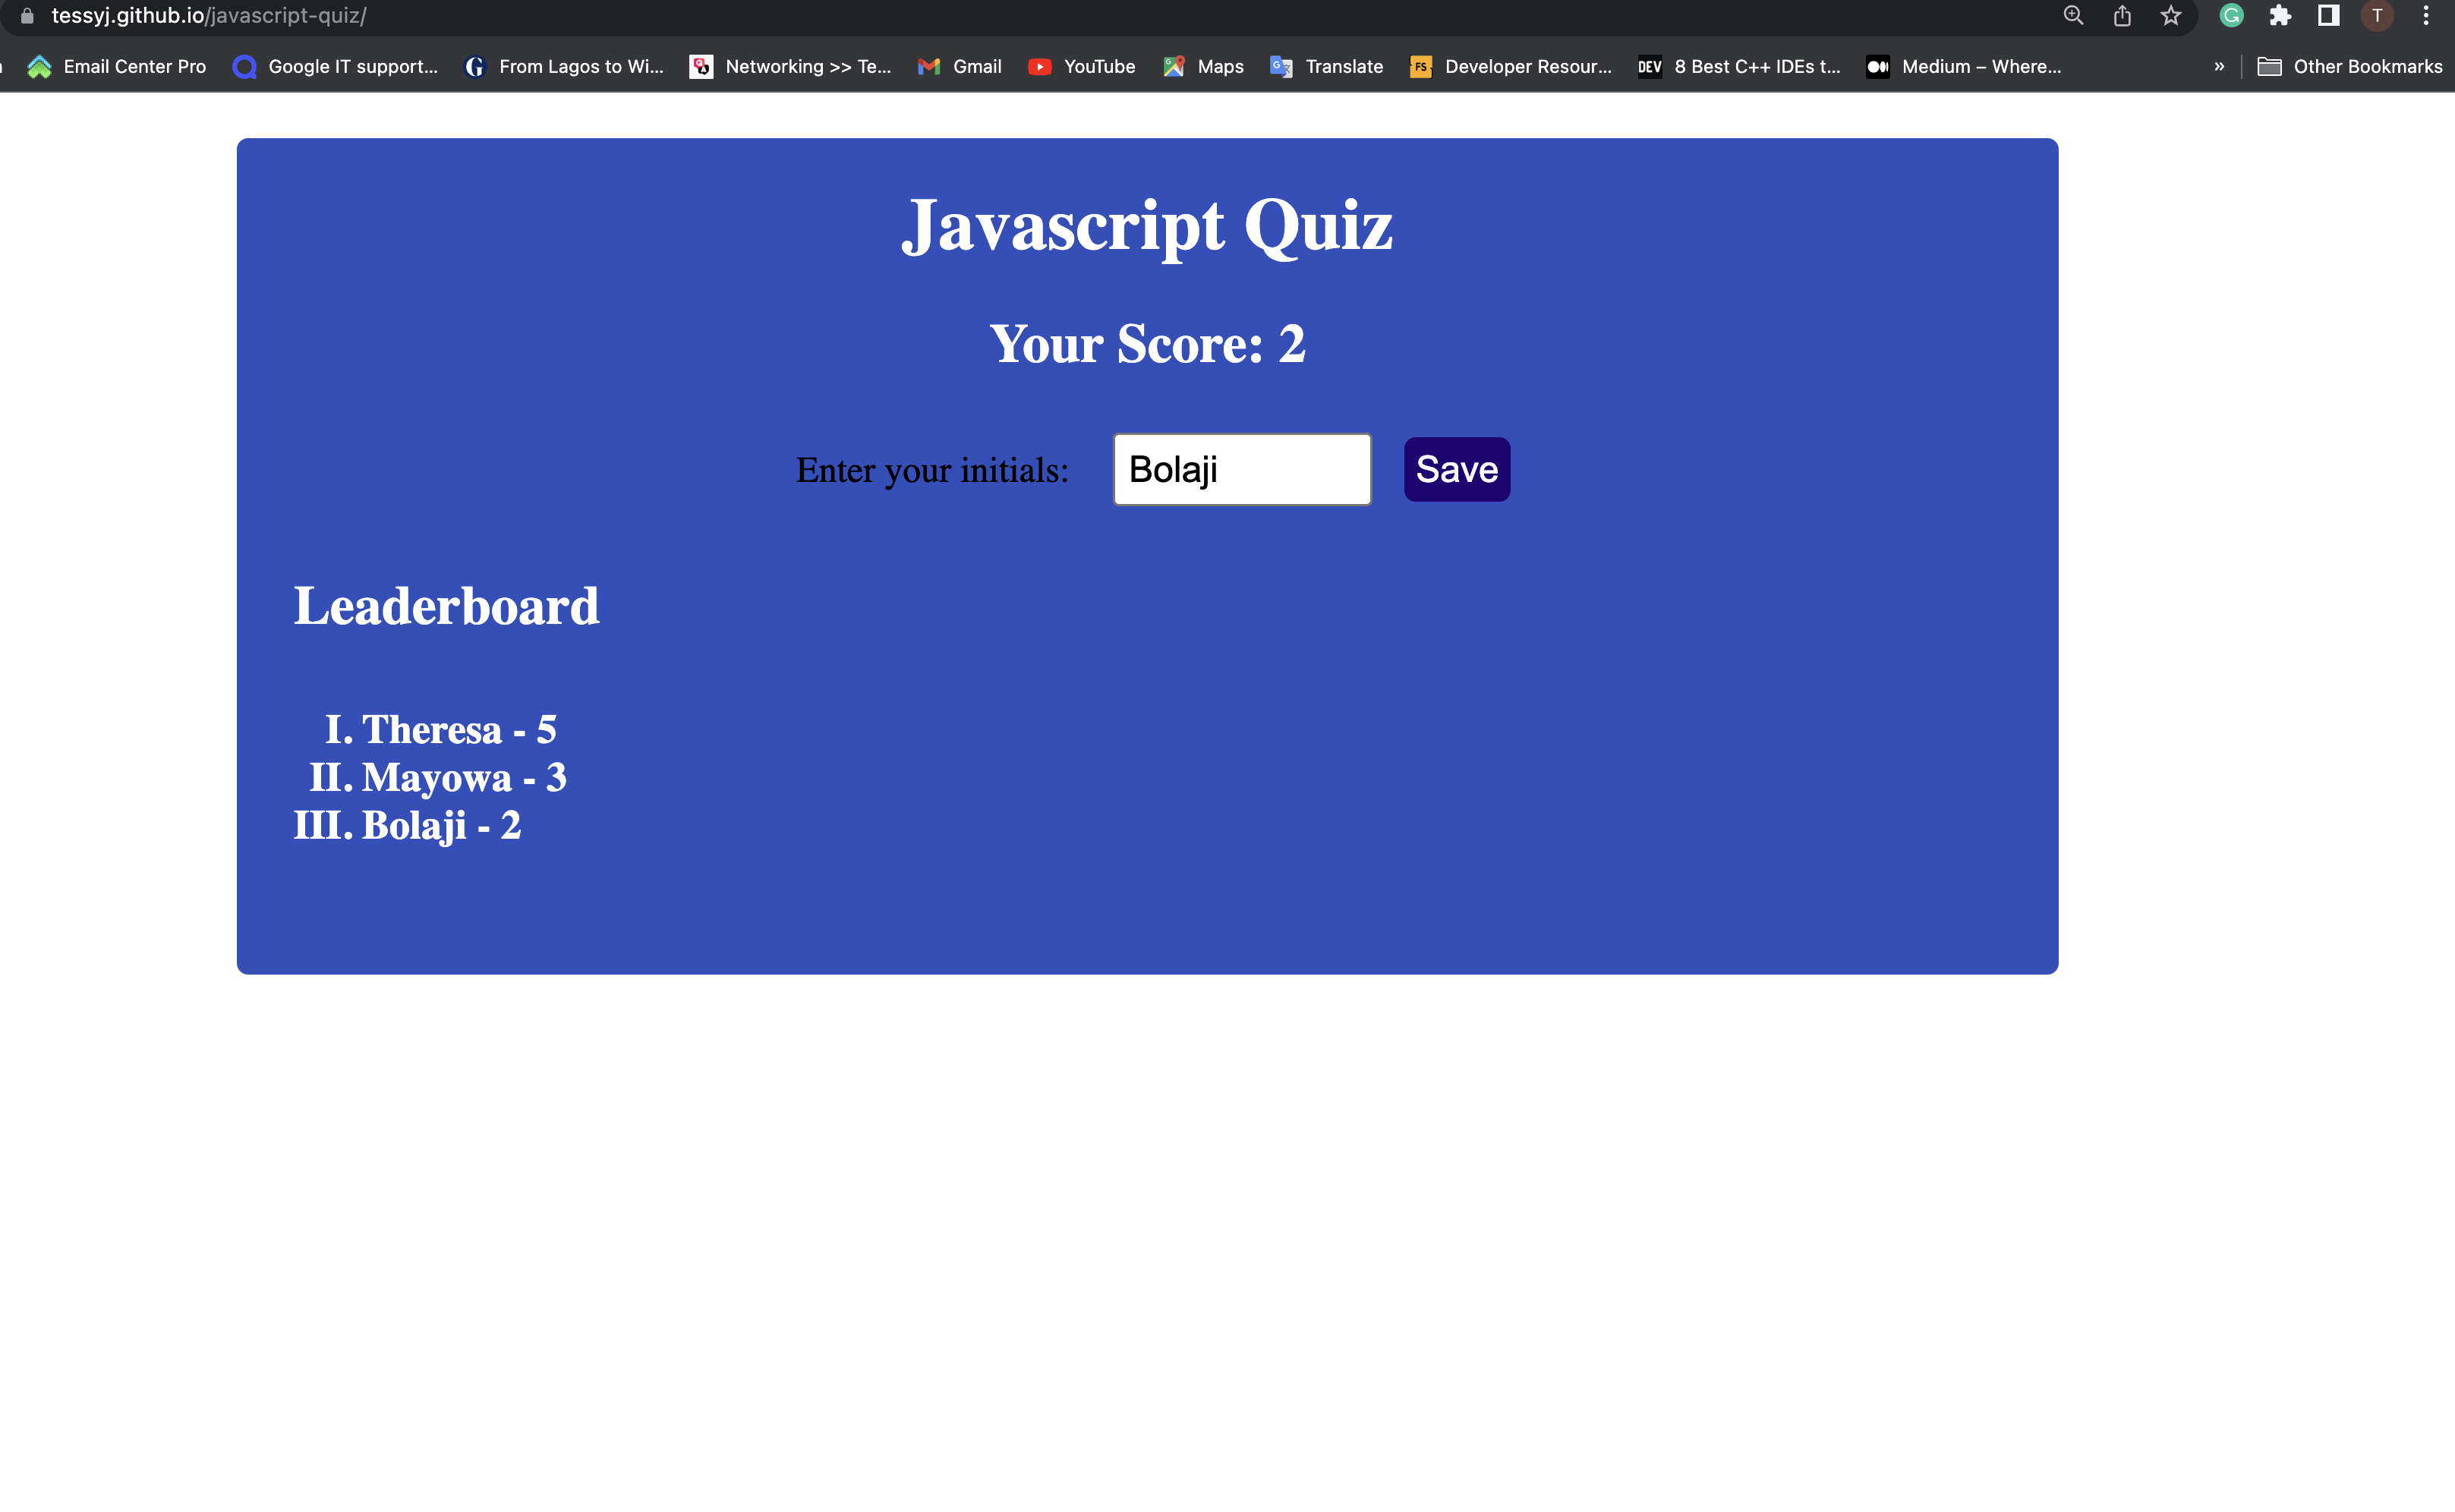 tessyj.github.io/javascript-quiz/
T
Email Center Pro
Google IT support...
From Lagos to Wi...
Networking >> Te...
Gmail
YouTube
Maps
Translate
FS
Developer Resour...
DEV
8 Best C++ IDEs t...
Medium – Where...
»
Other Bookmarks
Javascript Quiz
Your Score: 2
Enter your initials: Bolaji Save
Leaderboard
I. Theresa - 5
II. Mayowa - 3
III. Bolaji - 2